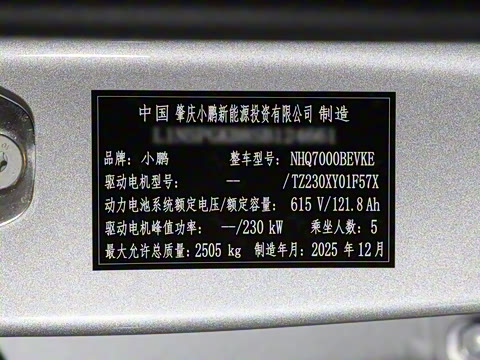 中国 肇庆小鹏新能源投资有限公司 制造
品牌: 小鹏 整车型号: NHQ7000BEVKE
驱动电机型号: -- /TZ230XY01F57X
动力电池系统额定电压/额定容量: 615 V/121.8 Ah
驱动电机峰值功率: --/230 kW 乘坐人数: 5
最大允许总质量: 2505 kg 制造年月: 2025 年 12 月